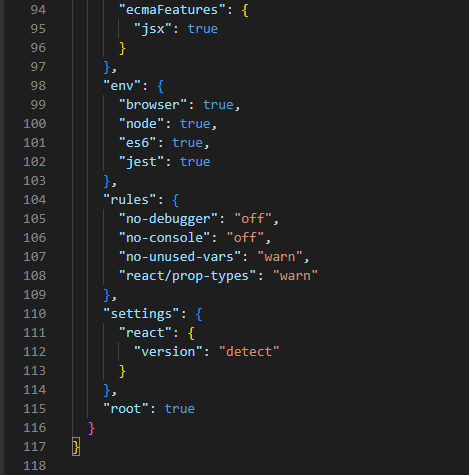 94 "ecmaFeatures": {
95 "jsx": true
96 }
97 },
98 "env": {
99 "browser": true,
100 "node": true,
101 "es6": true,
102 "jest": true
103 },
104 "rules": {
105 "no-debugger": "off",
106 "no-console": "off",
107 "no-unused-vars": "warn",
108 "react/prop-types": "warn"
109 },
110 "settings": {
111 "react": {
112 "version": "detect"
113 }
114 },
115 "root": true
116 }
117 }
118